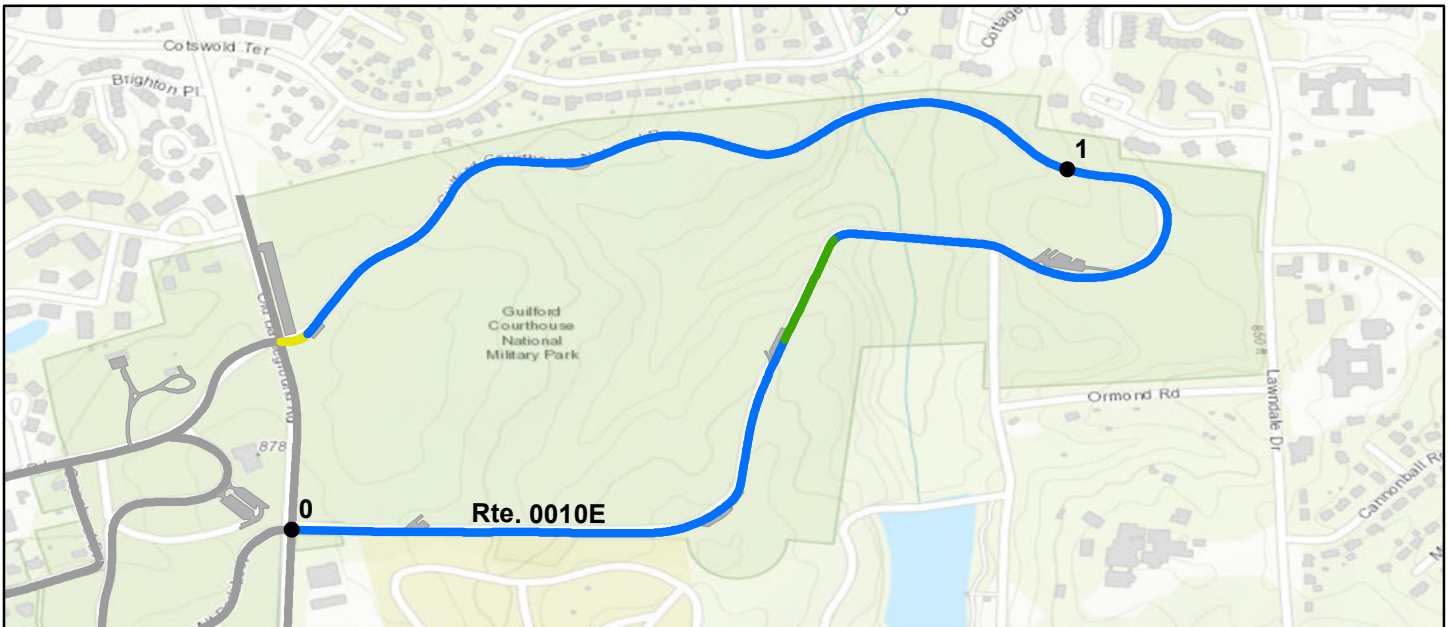 Cotswold Ter
Brighton Pl
Cottage
1
Guilford
Courthouse
National
Military Park
850 ft
Lawndale Dr
Ormond Rd
878
0
Rte. 0010E
Cannonball R